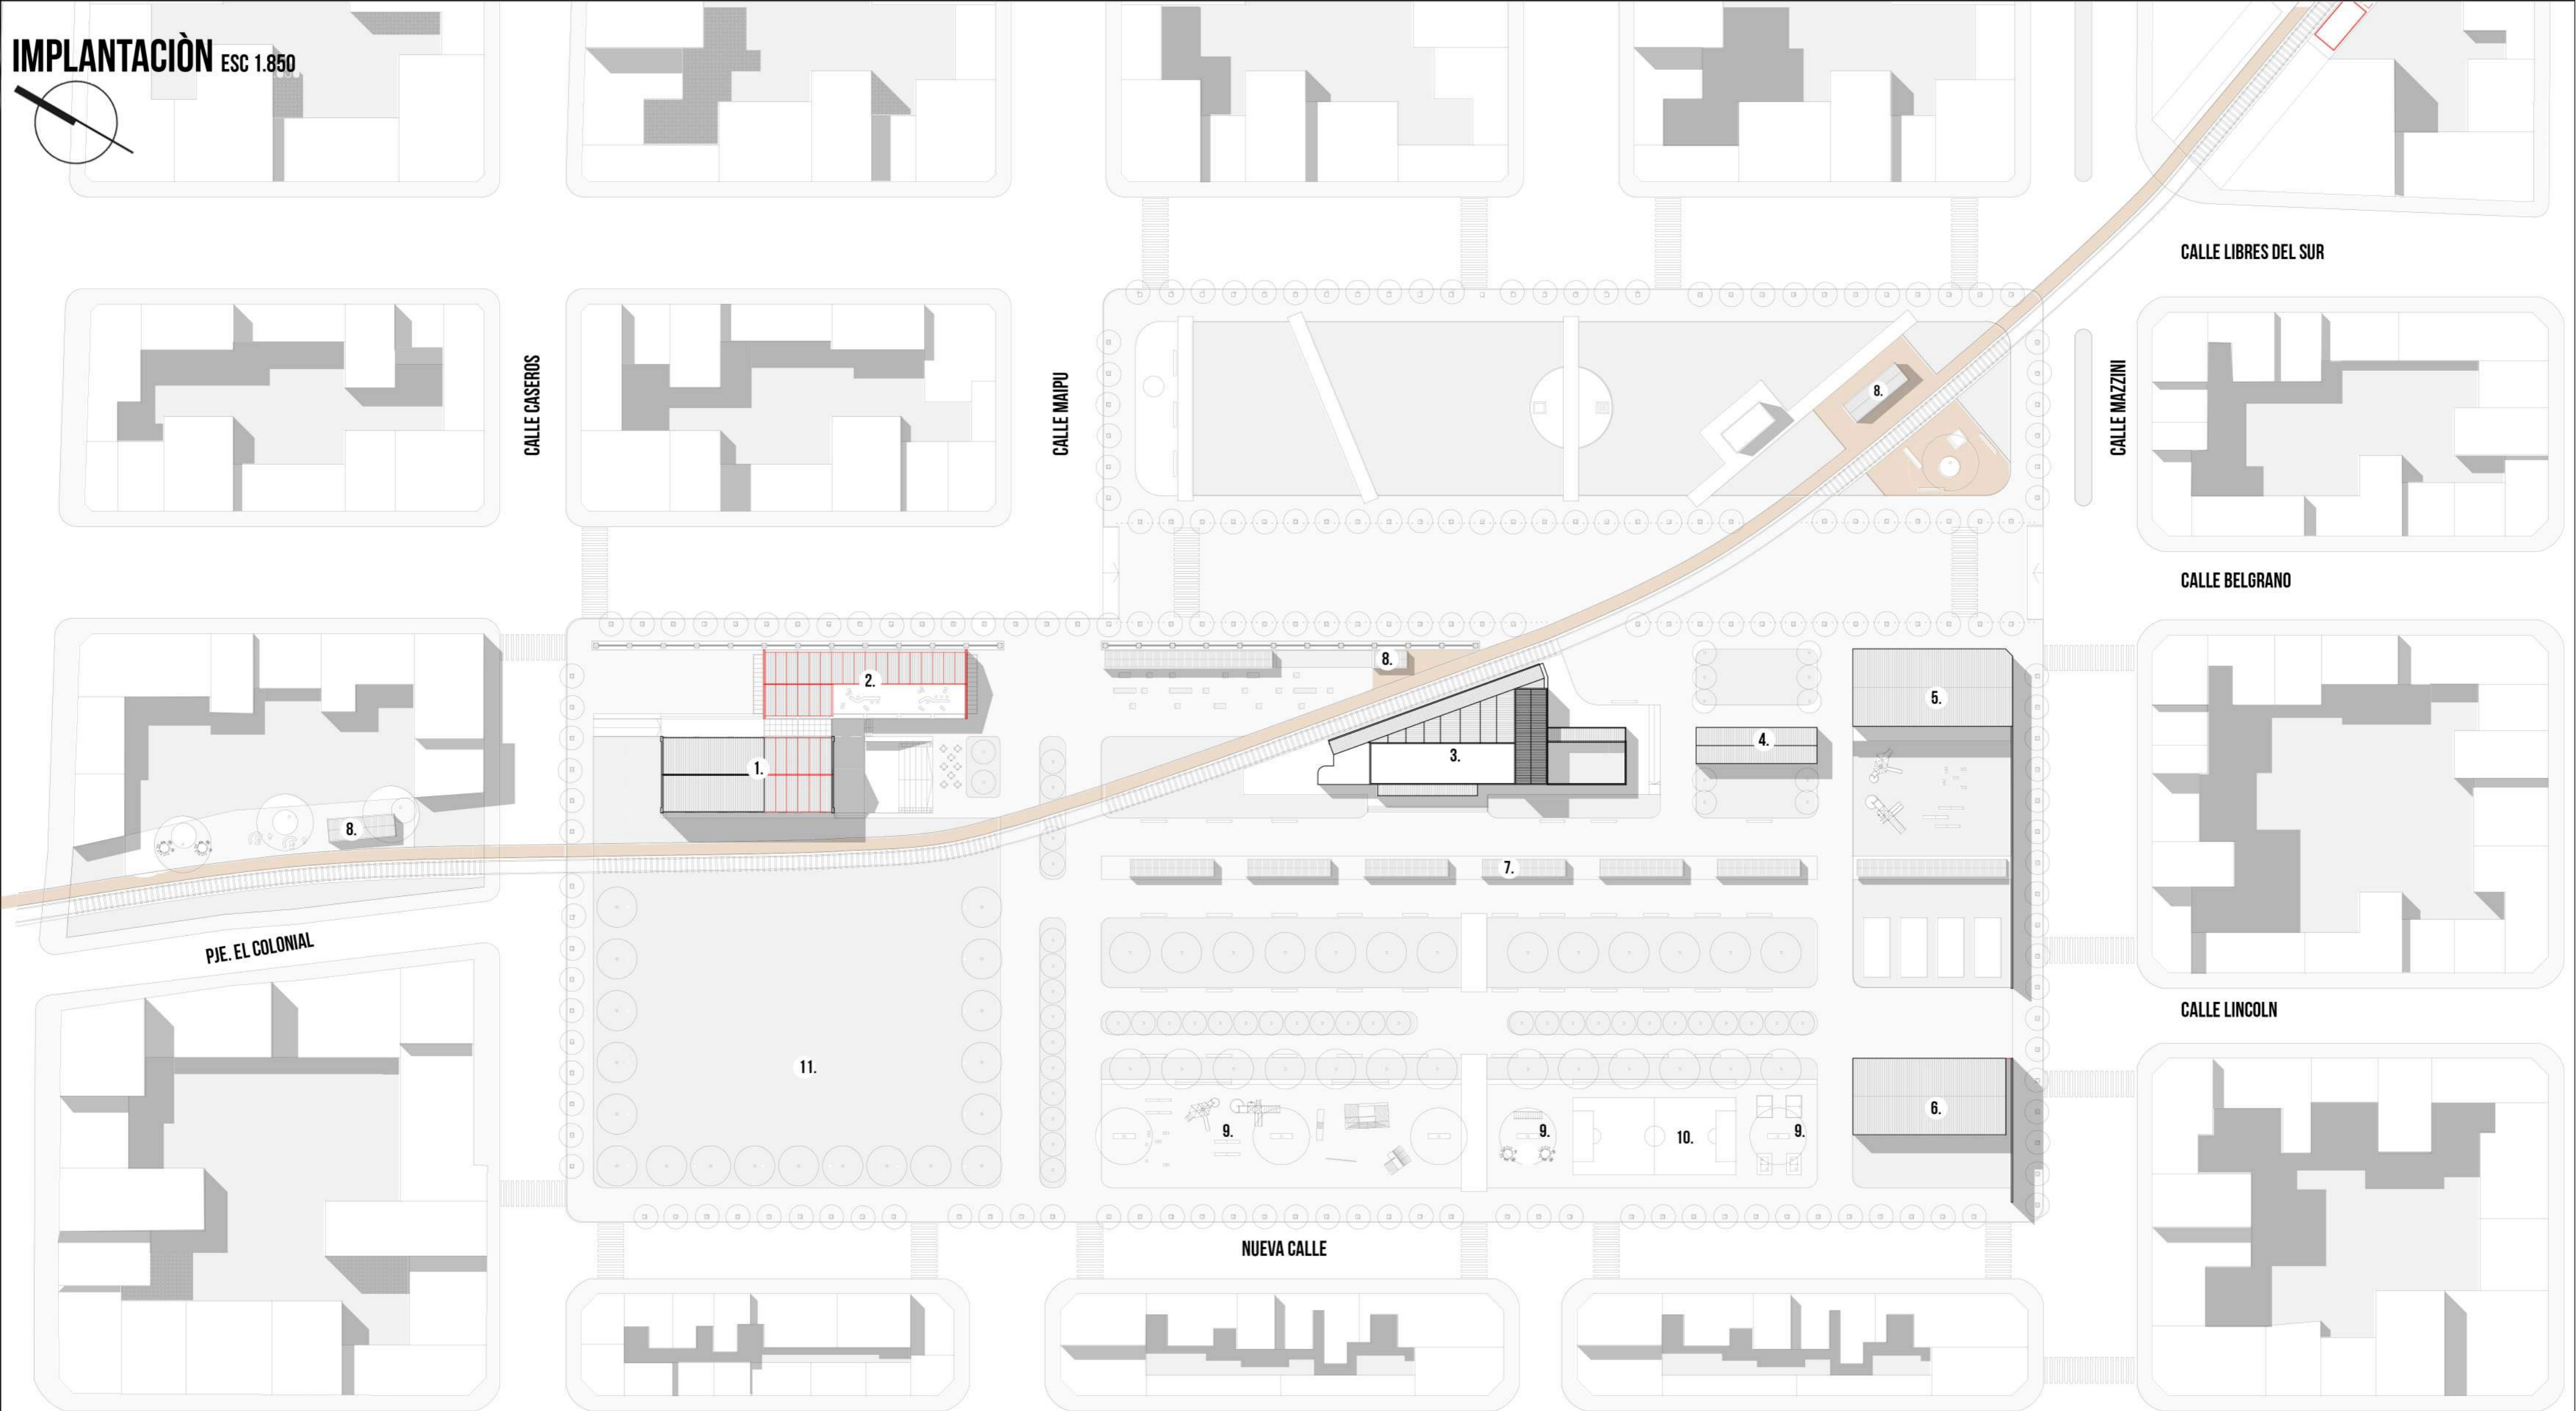 IMPLANTACIÒN ESC 1.850
CALLE LIBRES DEL SUR
CALLE CASEROS
CALLE MAIPU
CALLE MAZZINI
8.
CALLE BELGRANO
8.
2.
5.
4.
3.
1.
8.
7.
PJE. EL COLONIAL
CALLE LINCOLN
11.
6.
9.
9.
10.
9.
NUEVA CALLE